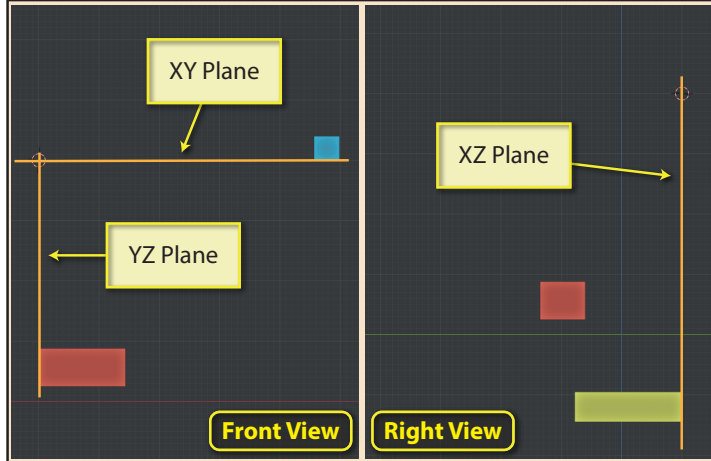 XY Plane
XZ Plane
YZ Plane
Front View
Right View